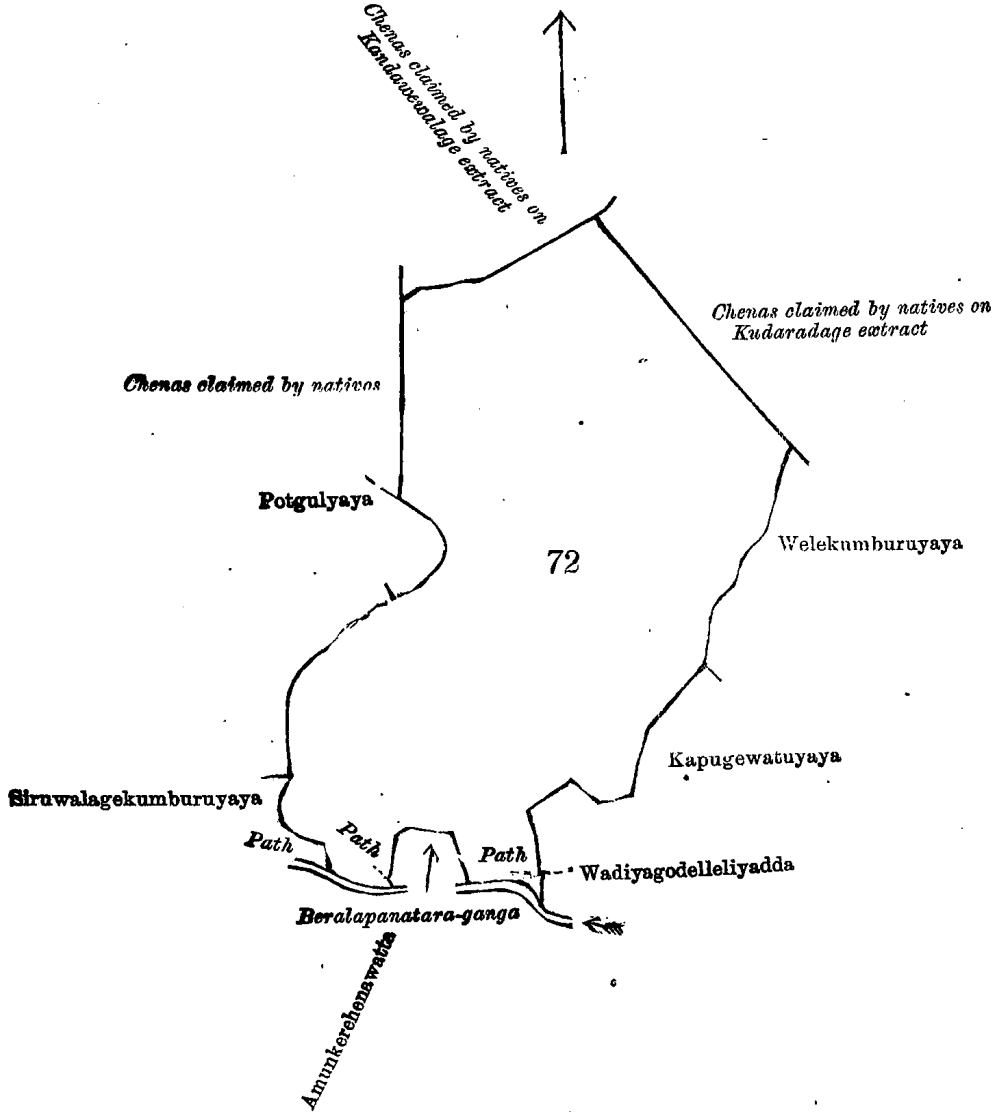 Chenas claimed by natives on
Kandawewalage extract
Chenas claimed by natives on
Kudaradage extract
Chenas claimed by natives
Potgulyaya
72
Welekumburuyaya
Kapugewatuyaya
Siruwalagekumburuyaya
Path
Path
Path
Wadiyagodelleliyadda
Beralapanatara-ganga
Amunkerehenawatta